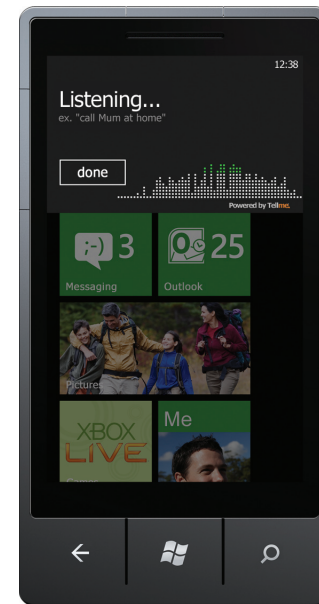 12:38
Listening...
ex. "call Mum at home"
done
Powered by Tellme.
;-) 3
25
Messaging
Outlook
Pictures
XBOX
LIVE
Me
Games